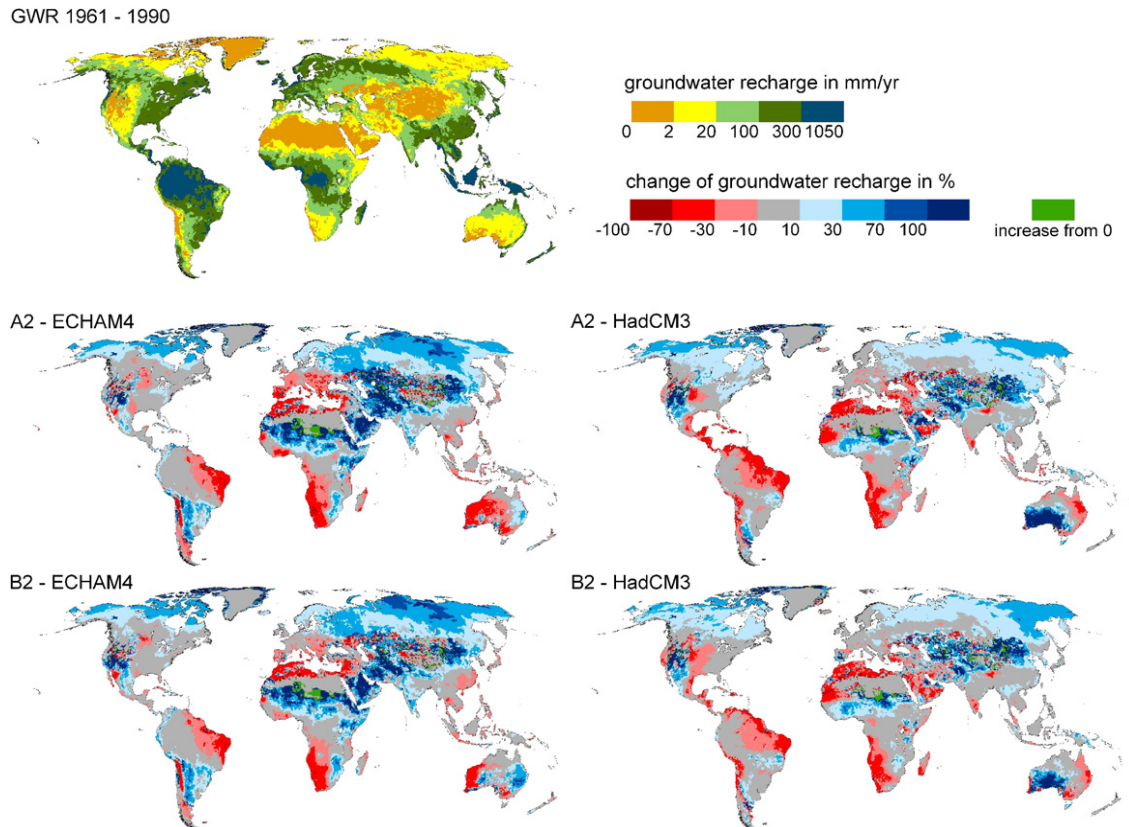 GWR 1961 - 1990
groundwater recharge in mm/yr
0 2 20 100 300 1050
change of groundwater recharge in %
-100 -70 -30 -10 10 30 70 100
increase from 0
A2 - ECHAM4
A2 - HadCM3
B2 - ECHAM4
B2 - HadCM3